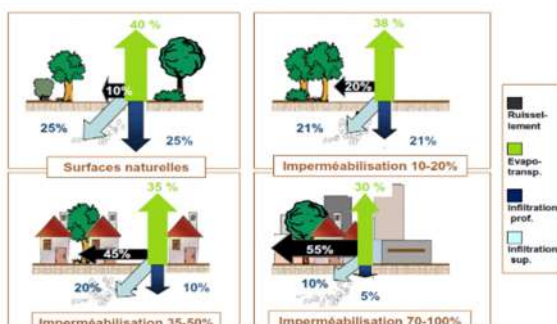 40 %
10%
25%
25%
Surfaces naturelles
38 %
20%
21%
21%
Imperméabilisation 10-20%
35 %
45%
20%
10%
Imperméabilisation 35-50%
30 %
55%
10%
5%
Imperméabilisation 70-100%
Ruissel-
lement
Evapo-
transp.
Infiltration
prof.
Infiltration
sup.